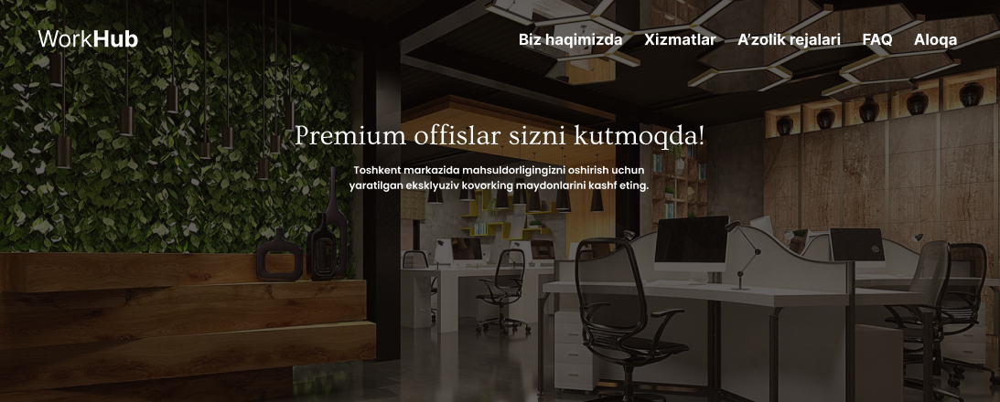 WorkHub
Biz haqimizda Xizmatlar A’zolik rejalari FAQ Aloqa
Premium offislar sizni kutmoqda!
Toshkent markazida mahsuldorligingizni oshirish uchun
yaratilgan eksklyuziv kovorking maydonlarini kashf eting.